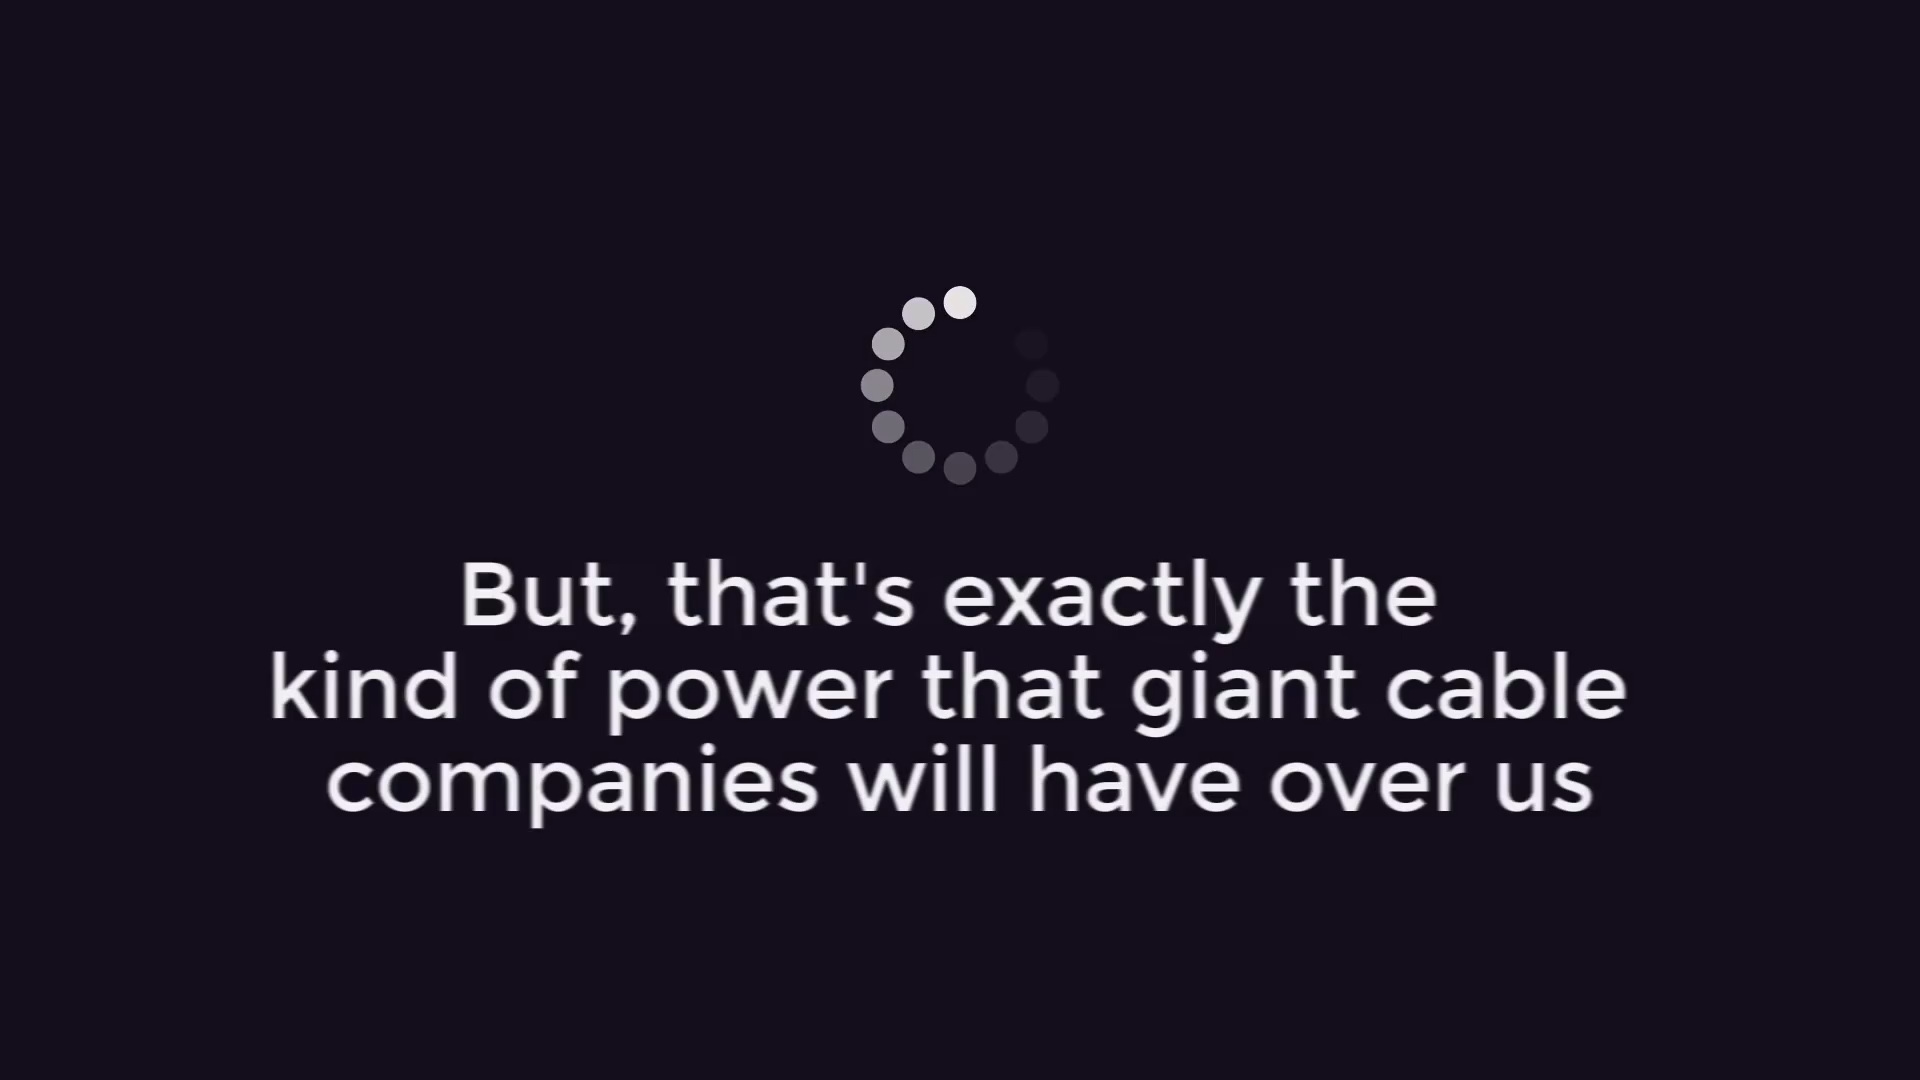 But, that's exactly the
kind of power that giant cable
companies will have over us